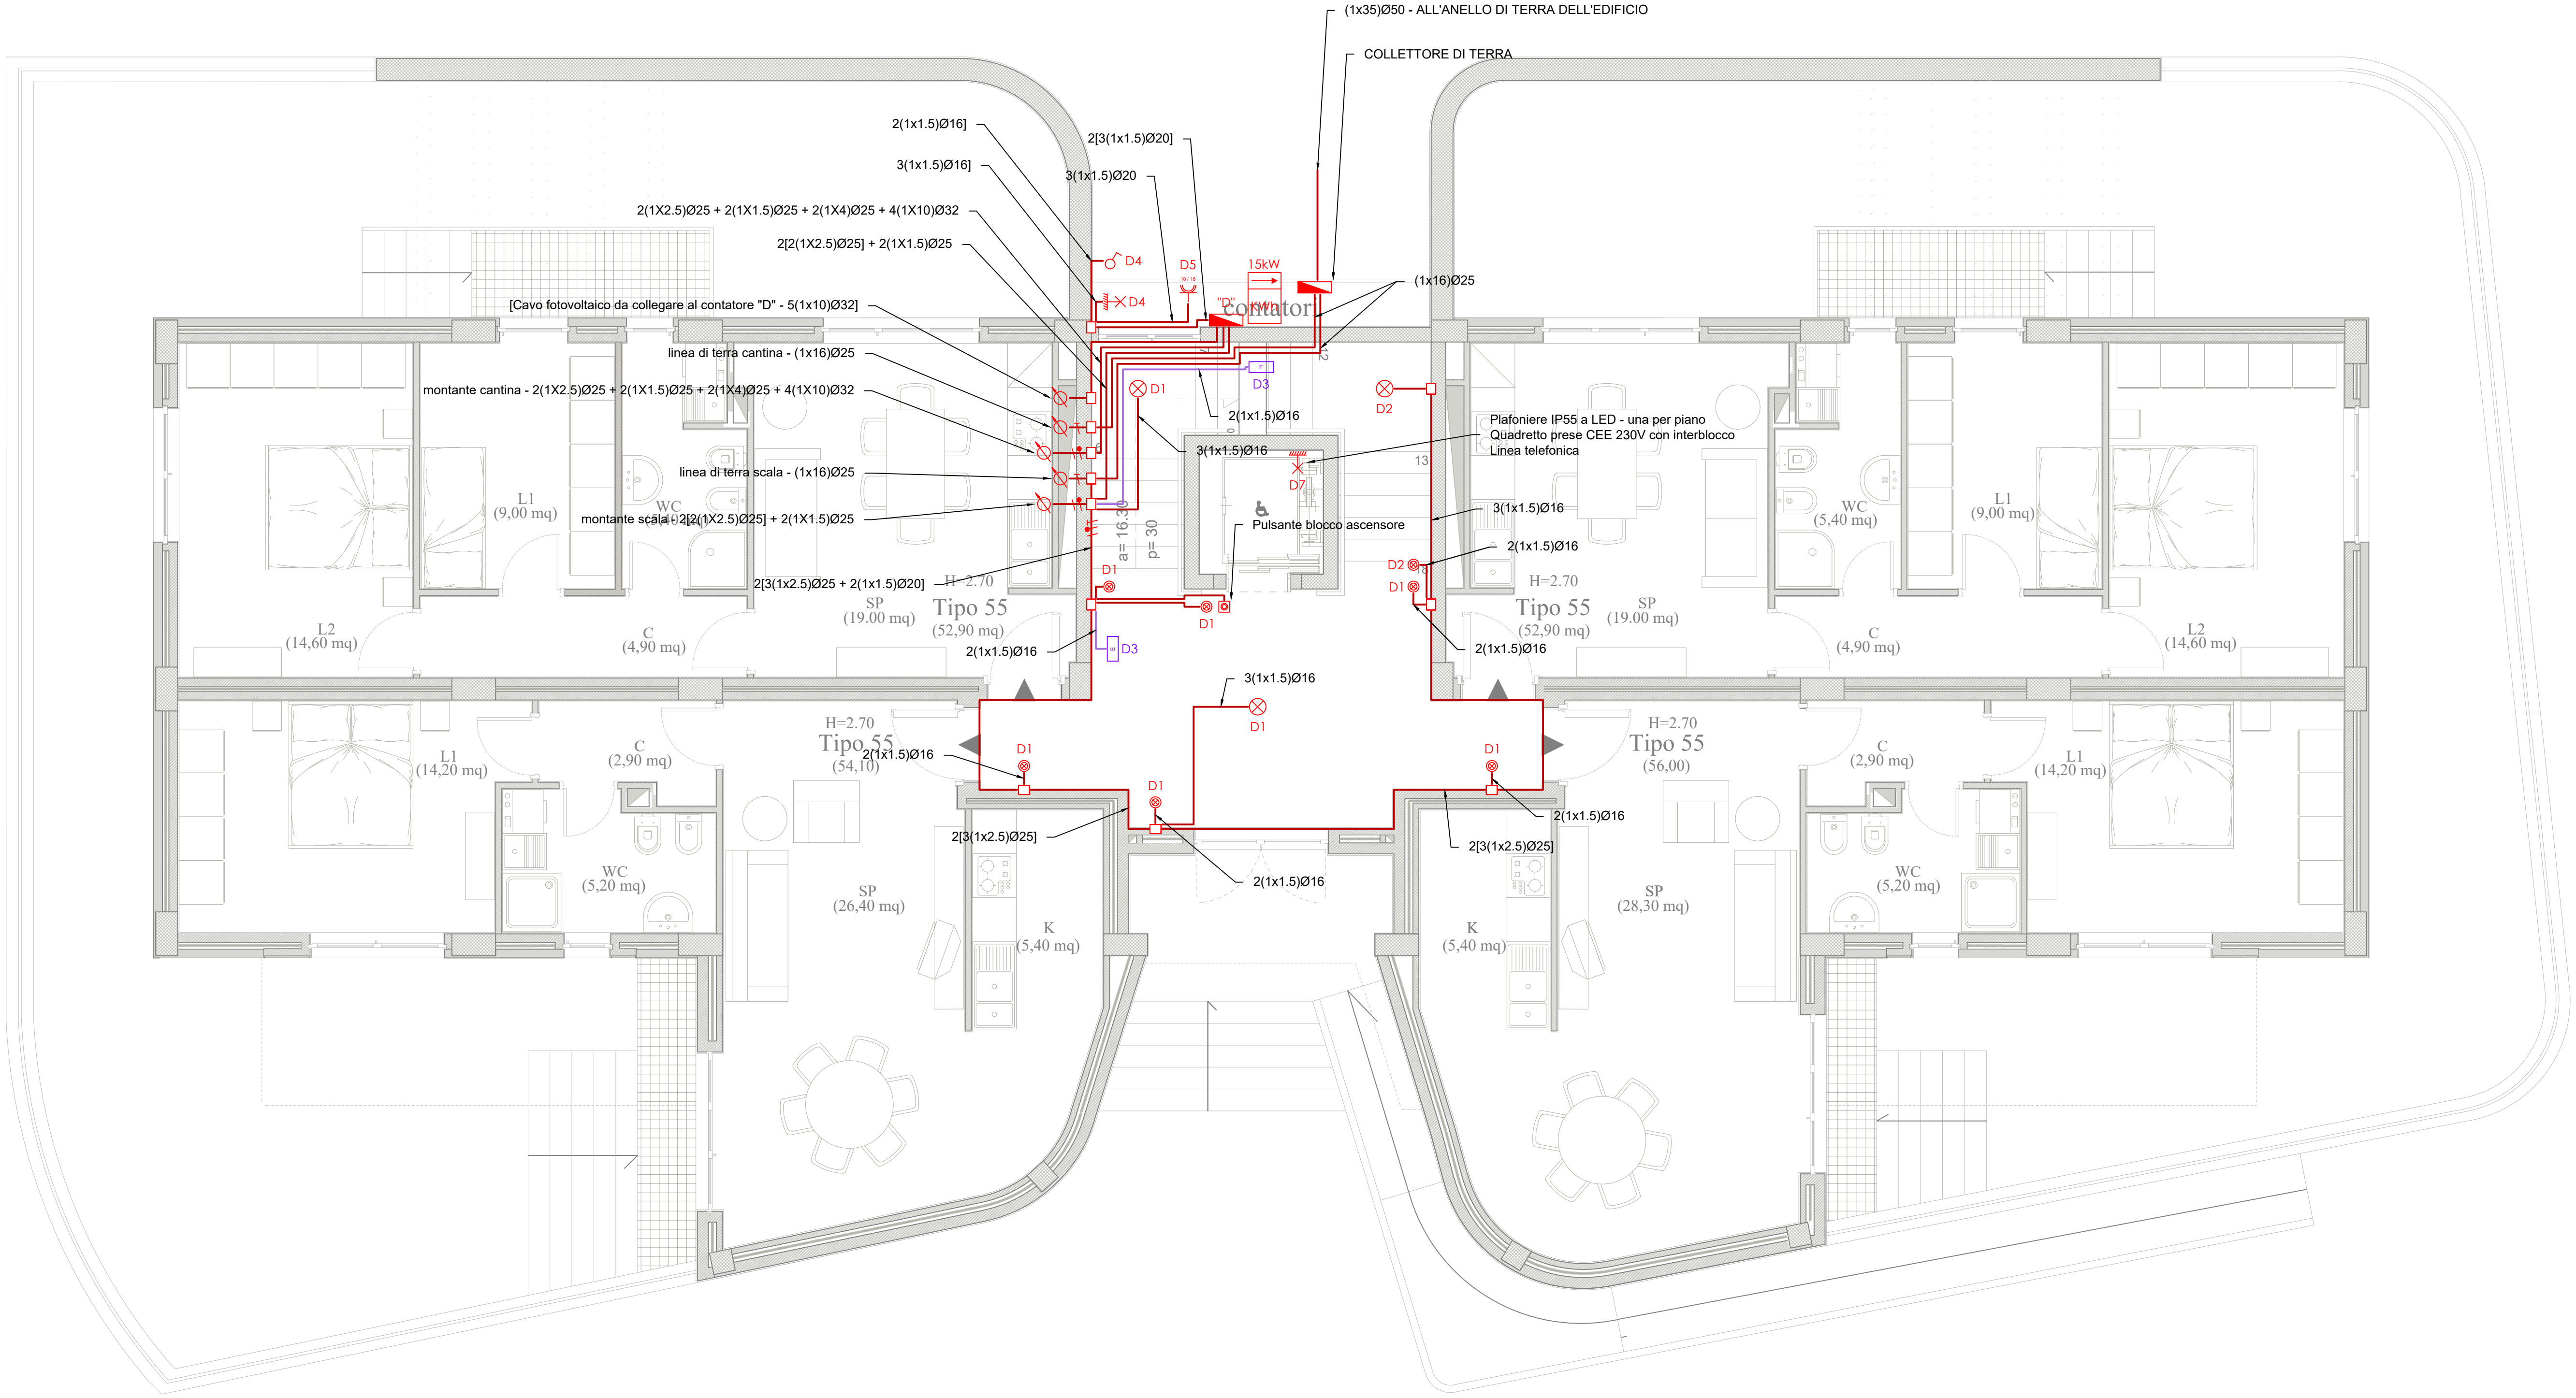 (1x35)Ø50 - ALL'ANELLO DI TERRA DELL'EDIFICIO
COLLETTORE DI TERRA
2(1x1.5)Ø16]
2[3(1x1.5)Ø20]
3(1x1.5)Ø16]
3(1x1.5)Ø20
2(1X2.5)Ø25 + 2(1X1.5)Ø25 + 2(1X4)Ø25 + 4(1X10)Ø32
2[2(1X2.5)Ø25] + 2(1X1.5)Ø25
D4
D5
16 / 16
15kW
(1x16)Ø25
D4
"D"
KWh
contatori
[Cavo fotovoltaico da collegare al contatore "D" - 5(1x10)Ø32]
linea di terra cantina - (1x16)Ø25
12
E
D3
montante cantina - 2(1X2.5)Ø25 + 2(1X1.5)Ø25 + 2(1X4)Ø25 + 4(1X10)Ø32
D1
D2
2(1x1.5)Ø16
Plafoniere IP55 a LED - una per piano
Quadretto prese CEE 230V con interblocco
Linea telefonica
3(1x1.5)Ø16
13
linea di terra scala - (1x16)Ø25
D7
L1
(9,00 mq)
WC
(5,40 mq)
montante scala - 2[2(1X2.5)Ø25] + 2(1X1.5)Ø25
a= 16.30
p= 30
Pulsante blocco ascensore
3(1x1.5)Ø16
WC
(5,40 mq)
L1
(9,00 mq)
2(1x1.5)Ø16
D2
18
D1
2[3(1x2.5)Ø25 + 2(1x1.5)Ø20]
D1
D1
H=2.70
Tipo 55
(52,90 mq)
SP
(19.00 mq)
H=2.70
Tipo 55
(52,90 mq)
SP
(19.00 mq)
L2
(14,60 mq)
C
(4,90 mq)
2(1x1.5)Ø16
E
D3
2(1x1.5)Ø16
C
(4,90 mq)
L2
(14,60 mq)
3(1x1.5)Ø16
D1
H=2.70
Tipo 55
(54,10)
2(1x1.5)Ø16
D1
D1
H=2.70
Tipo 55
(56,00)
L1
(14,20 mq)
C
(2,90 mq)
C
(2,90 mq)
L1
(14,20 mq)
D1
2(1x1.5)Ø16
2[3(1x2.5)Ø25]
2[3(1x2.5)Ø25]
2(1x1.5)Ø16
WC
(5,20 mq)
SP
(26,40 mq)
K
(5,40 mq)
K
(5,40 mq)
SP
(28,30 mq)
WC
(5,20 mq)